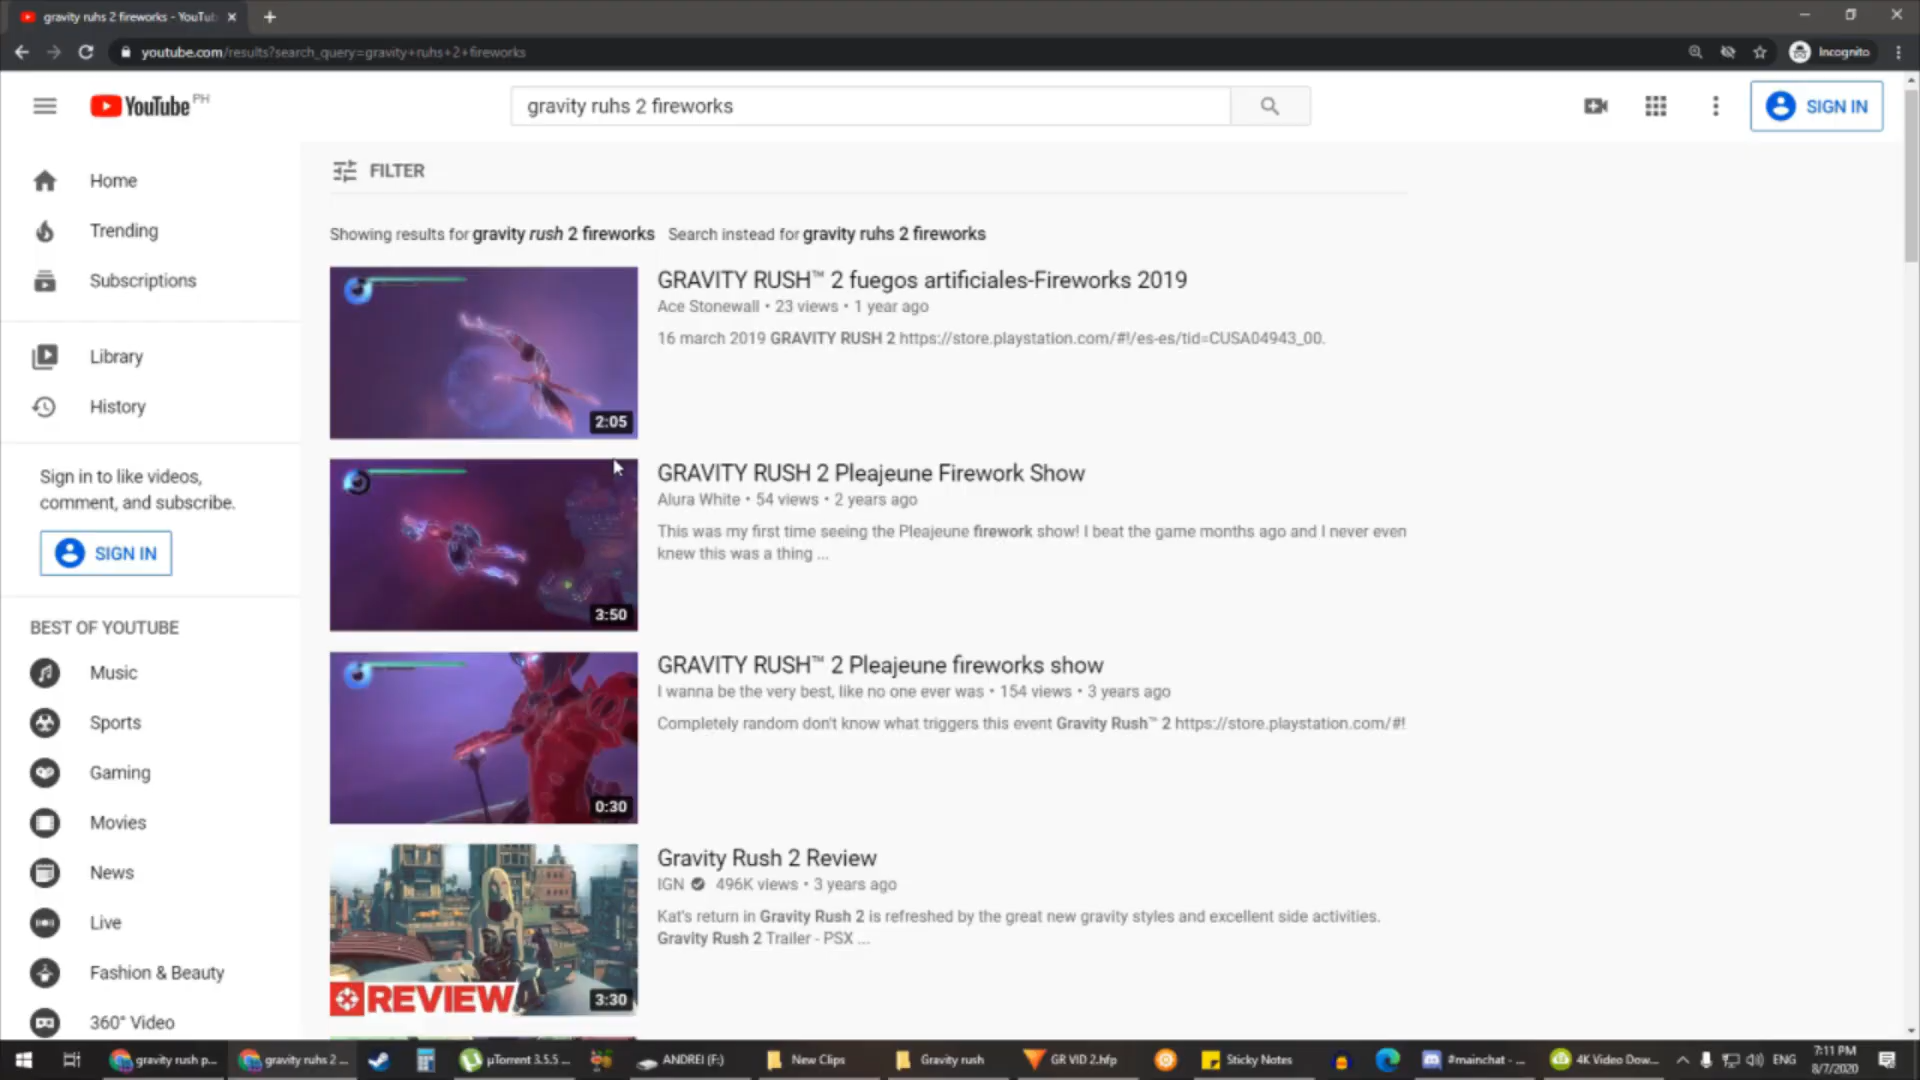 gravity ruhs 2 fireworks - YouTub
youtube.com/results?search_query=gravity+ruhs+2+fireworks
Incognito
YouTube PH
gravity ruhs 2 fireworks
SIGN IN
Home
Trending
Subscriptions
Library
History
Sign in to like videos,
comment, and subscribe.
SIGN IN
BEST OF YOUTUBE
Music
Sports
Gaming
Movies
News
Live
Fashion & Beauty
360° Video
FILTER
Showing results for gravity rush 2 fireworks Search instead for gravity ruhs 2 fireworks
2:05
GRAVITY RUSH™ 2 fuegos artificiales-Fireworks 2019
Ace Stonewall • 23 views • 1 year ago
16 march 2019 GRAVITY RUSH 2 https://store.playstation.com/#!/es-es/tid=CUSA04943_00.
3:50
GRAVITY RUSH 2 Pleajeune Firework Show
Alura White • 54 views • 2 years ago
This was my first time seeing the Pleajeune firework show! I beat the game months ago and I never even
knew this was a thing ...
0:30
GRAVITY RUSH™ 2 Pleajeune fireworks show
I wanna be the very best, like no one ever was • 154 views • 3 years ago
Completely random don't know what triggers this event Gravity Rush™ 2 https://store.playstation.com/#!
REVIEW
3:30
Gravity Rush 2 Review
IGN 496K views • 3 years ago
Kat's return in Gravity Rush 2 is refreshed by the great new gravity styles and excellent side activities.
Gravity Rush 2 Trailer - PSX ...
gravity rush p...
gravity ruhs 2 ...
µTorrent 3.5.5 ...
ANDREI (F:)
New Clips
Gravity rush
GR VID 2.hfp
Sticky Notes
#mainchat - ...
4K Video Dow...
ENG
7:11 PM
8/7/2020